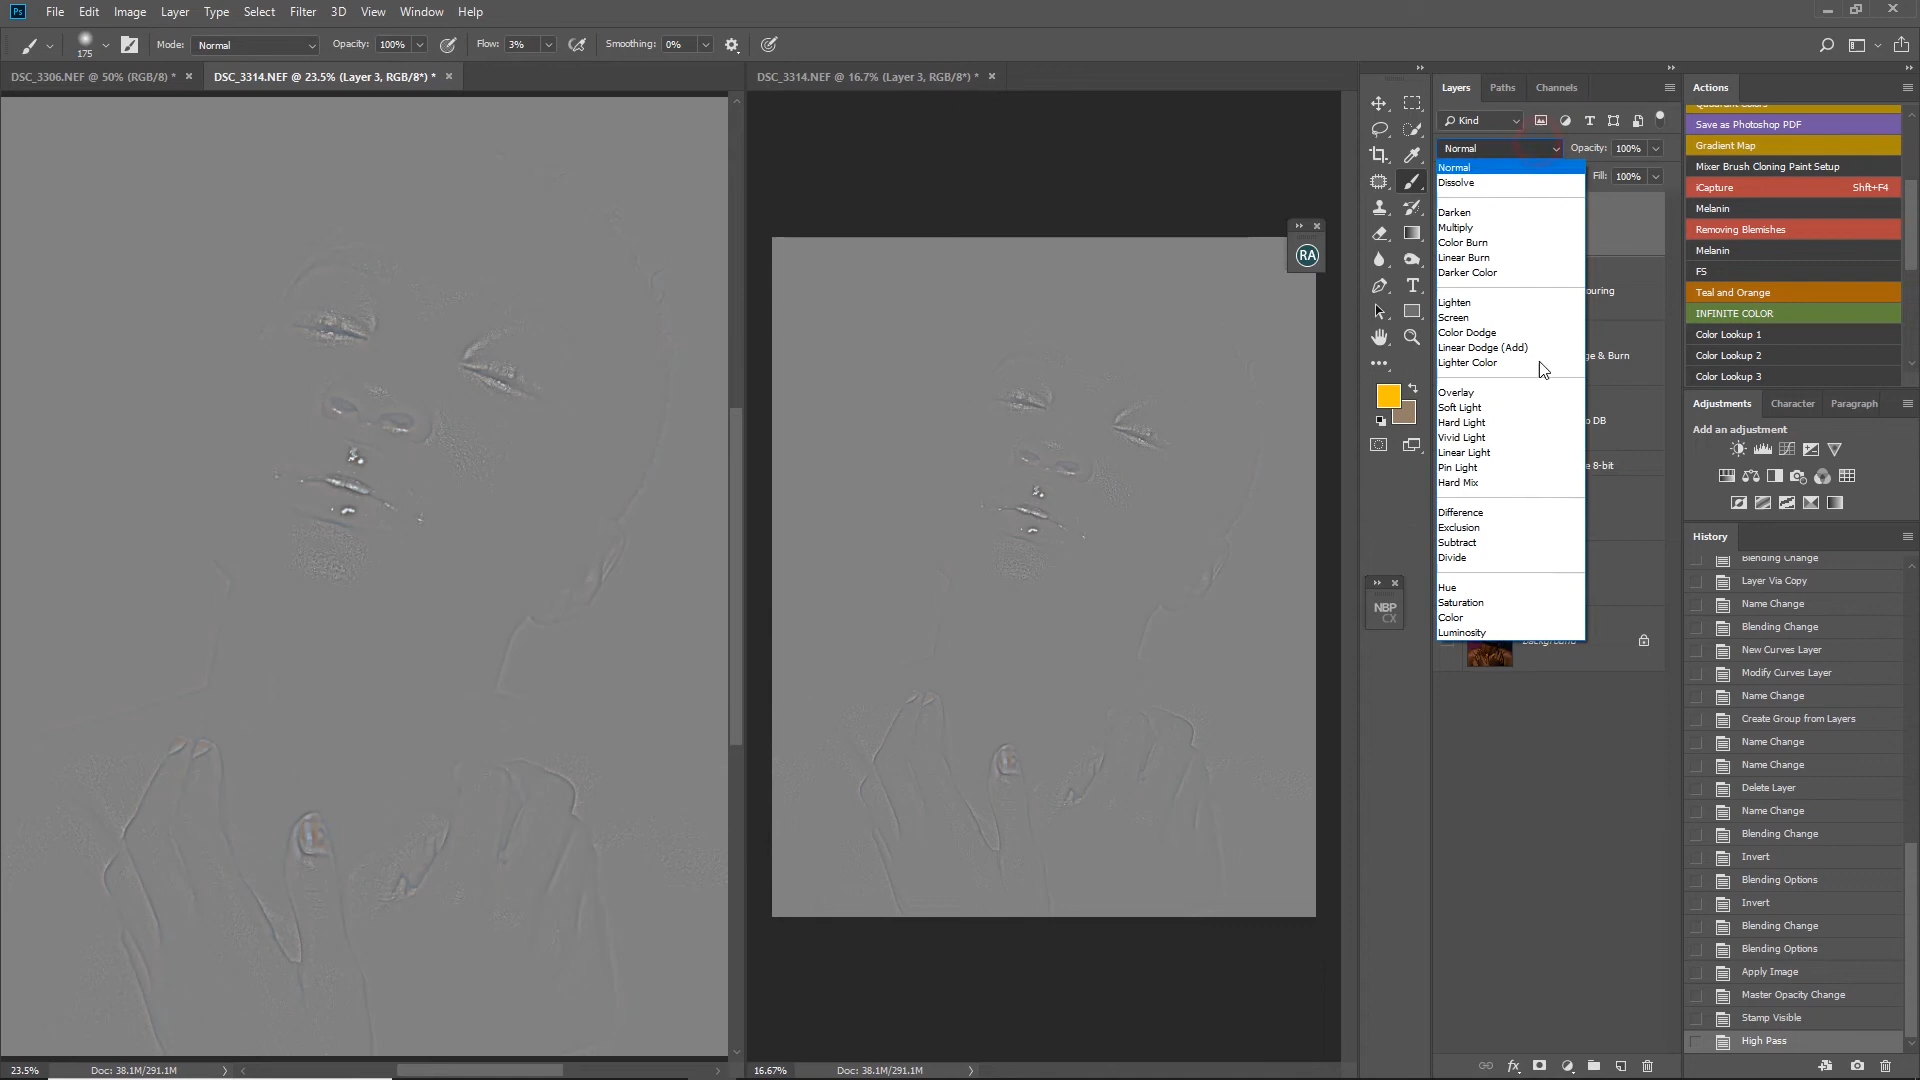 Ps File Edit Image Layer Type Select Filter 3D View Window Help
175 Mode: Normal Opacity: 100% Flow: 3% Smoothing: 0%
DSC_3306.NEF @ 50% (RGB/8) * × DSC_3314.NEF @ 23.5% (Layer 3, RGB/8*) * ×
DSC_3314.NEF @ 16.7% (Layer 3, RGB/8*) * ×
RA
NBP
CX
Layers Paths Channels
Kind
Normal Opacity: 100%
Fill: 100%
Normal
Dissolve
Darken
Multiply
Color Burn
Linear Burn
Darker Color
Lighten
Screen
Color Dodge
Linear Dodge (Add)
Lighter Color
Overlay
Soft Light
Hard Light
Vivid Light
Linear Light
Pin Light
Hard Mix
Difference
Exclusion
Subtract
Divide
Hue
Saturation
Color
Luminosity
ouring
ge & Burn
DB
8-bit
Background
Actions
Quadrant Colors
Save as Photoshop PDF
Gradient Map
Mixer Brush Cloning Paint Setup
iCapture Shft+F4
Melanin
Removing Blemishes
Melanin
FS
Teal and Orange
INFINITE COLOR
Color Lookup 1
Color Lookup 2
Color Lookup 3
Adjustments Character Paragraph
Add an adjustment
History
Blending Change
Layer Via Copy
Name Change
Blending Change
New Curves Layer
Modify Curves Layer
Name Change
Create Group from Layers
Name Change
Name Change
Delete Layer
Name Change
Blending Change
Invert
Blending Options
Invert
Blending Change
Blending Options
Apply Image
Master Opacity Change
Stamp Visible
High Pass
23.5% Doc: 38.1M/291.1M
16.67% Doc: 38.1M/291.1M
fx